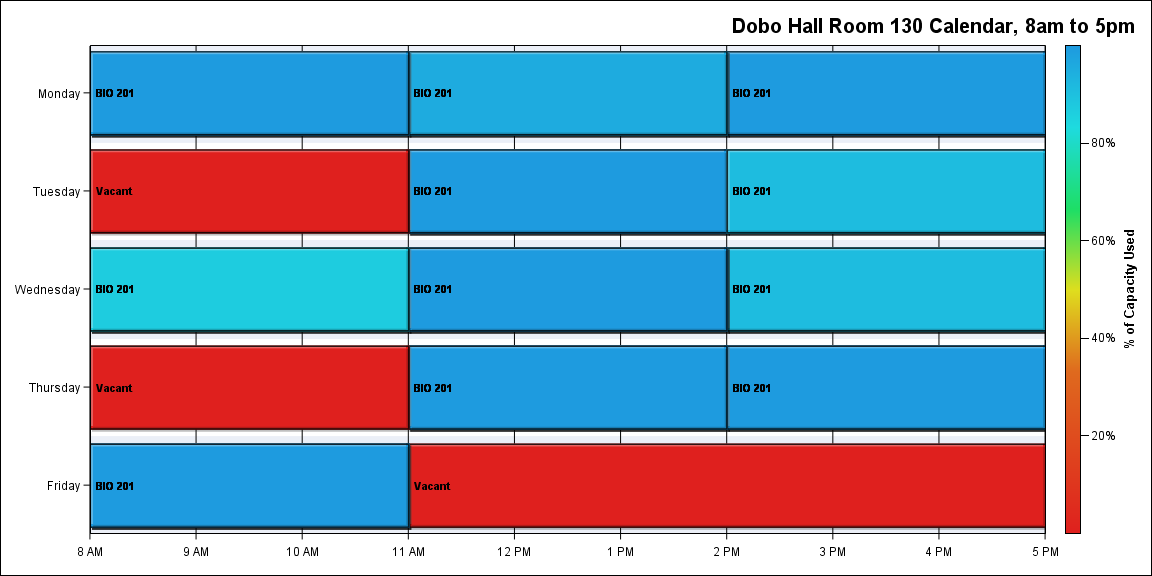 Dobo Hall Room 130 Calendar, 8am to 5pm
Monday
BIO 201
BIO 201
BIO 201
Tuesday
Vacant
BIO 201
BIO 201
Wednesday
BIO 201
BIO 201
BIO 201
Thursday
Vacant
BIO 201
BIO 201
Friday
BIO 201
Vacant
8 AM 9 AM 10 AM 11 AM 12 PM 1 PM 2 PM 3 PM 4 PM 5 PM
80%
60%
40%
20%
% of Capacity Used